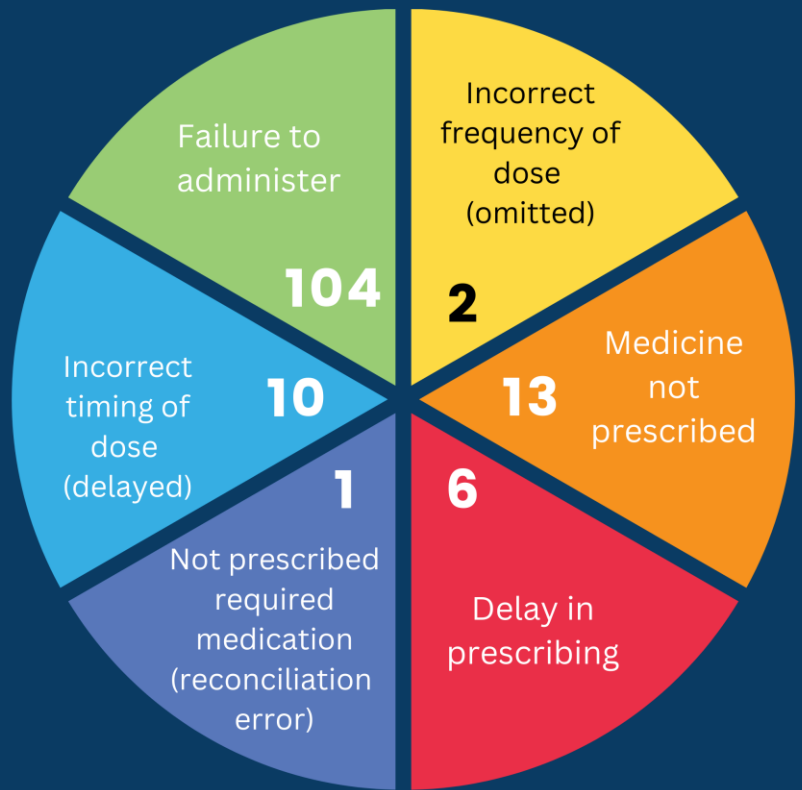 Failure to
administer
104
Incorrect
frequency of
dose
(omitted)
2
Medicine
not
prescribed
13
Delay in
prescribing
6
Not prescribed
required
medication
(reconciliation
error)
1
Incorrect
timing of
dose
(delayed)
10